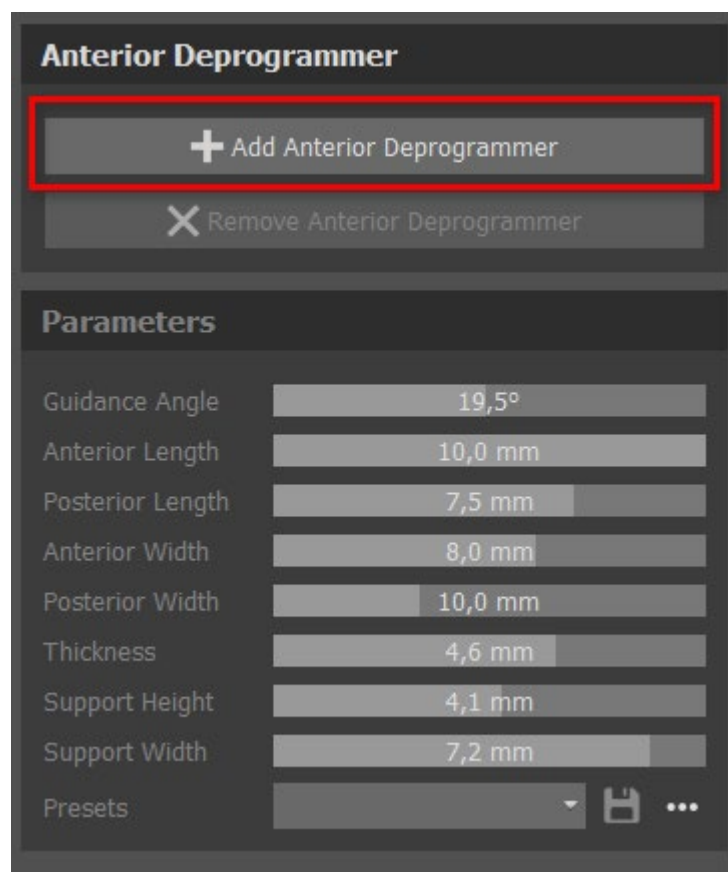 Anterior Deprogrammer
Add Anterior Deprogrammer
Remove Anterior Deprogrammer
Parameters
Guidance Angle 19,5º
Anterior Length 10,0 mm
Posterior Length 7,5 mm
Anterior Width 8,0 mm
Posterior Width 10,0 mm
Thickness 4,6 mm
Support Height 4,1 mm
Support Width 7,2 mm
Presets